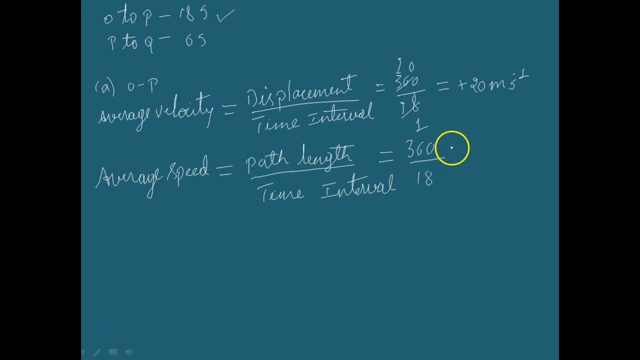 O to P - 18 S ✓
P to Q - 6 S
(a) O-P
Average velocity = Displacement / Time Interval = 360 / 18 = +20 m s⁻¹
20
1
Average Speed = path length / Time Interval = 360 / 18